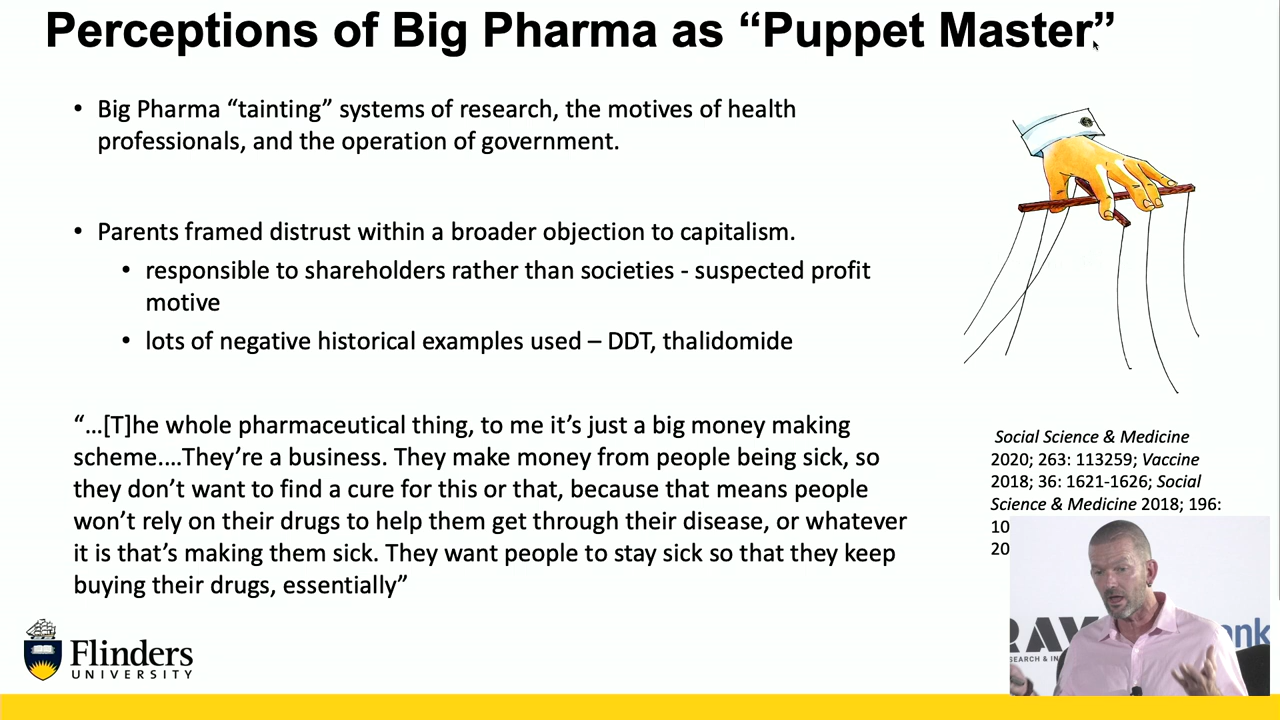 Perceptions of Big Pharma as “Puppet Master”
• Big Pharma “tainting” systems of research, the motives of health
professionals, and the operation of government.
• Parents framed distrust within a broader objection to capitalism.
• responsible to shareholders rather than societies - suspected profit
motive
• lots of negative historical examples used – DDT, thalidomide
“…[T]he whole pharmaceutical thing, to me it’s just a big money making
scheme….They’re a business. They make money from people being sick, so
they don’t want to find a cure for this or that, because that means people
won’t rely on their drugs to help them get through their disease, or whatever
it is that’s making them sick. They want people to stay sick so that they keep
buying their drugs, essentially”
Social Science & Medicine
2020; 263: 113259; Vaccine
2018; 36: 1621-1626; Social
Science & Medicine 2018; 196:
10
20
Flinders
UNIVERSITY